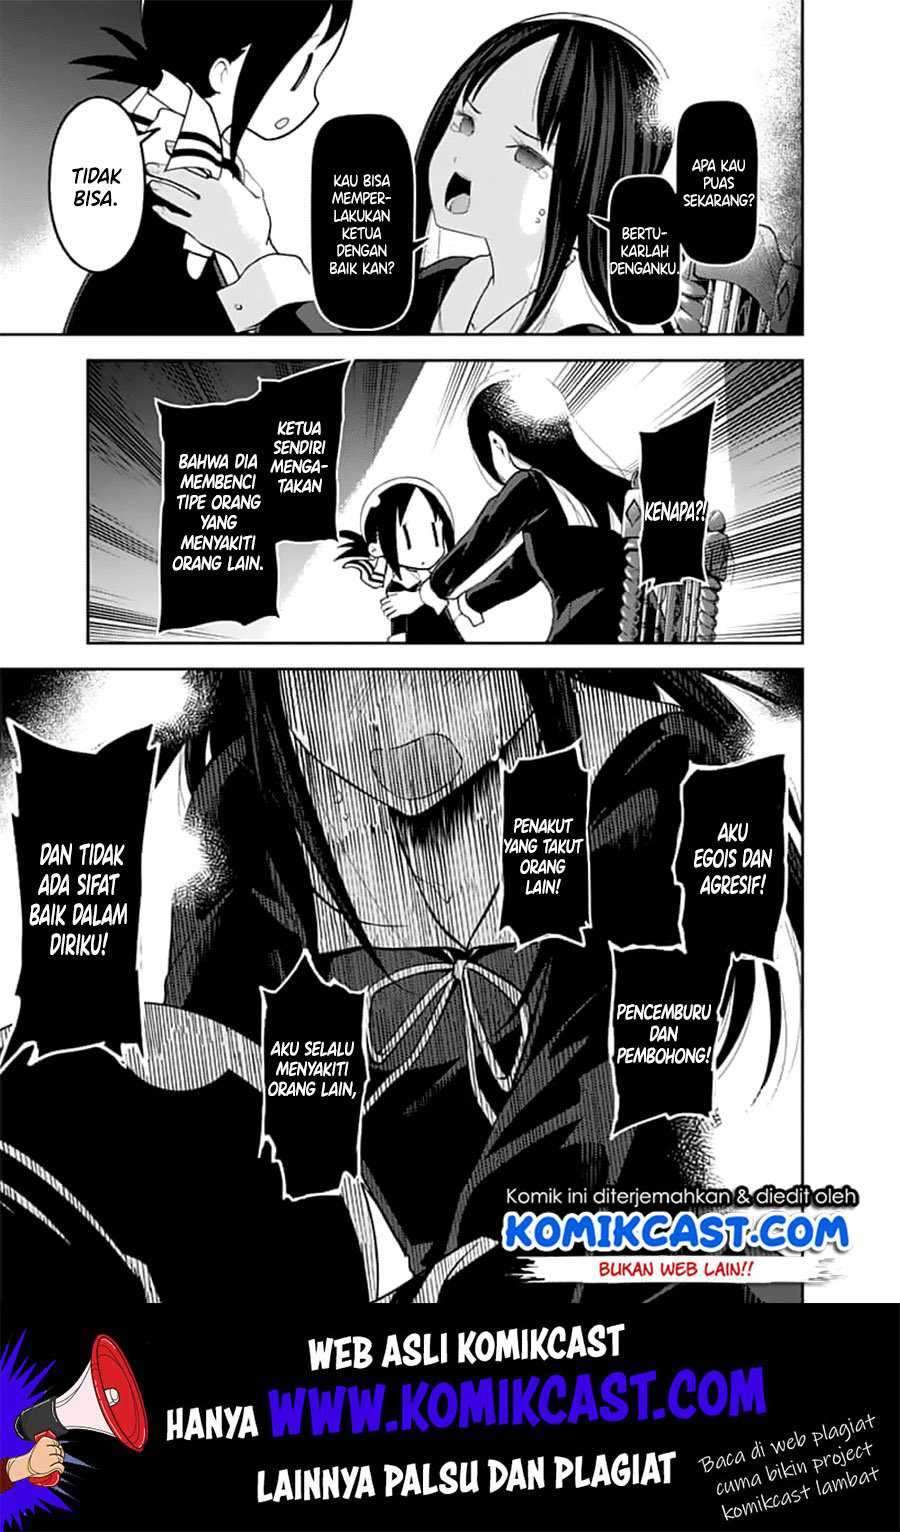 APA KAU
PUAS
SEKARANG?
BERTU-
KARLAH
DENGANKU.
KAU BISA
MEMPER-
LAKUKAN
KETUA
DENGAN
BAIK KAN?
TIDAK
BISA.
KENAPA?!
KETUA
SENDIRI
MENGA-
TAKAN
BAHWA DIA
MEMBENCI
TIPE ORANG
YANG
MENYAKITI
ORANG LAIN.
AKU
EGOIS DAN
AGRESIF!
PENAKUT
YANG TAKUT
ORANG
LAIN!
PENCEMBURU
DAN
PEMBOHONG!
AKU SELALU
MENYAKITI
ORANG LAIN,
DAN TIDAK
ADA SIFAT
BAIK DALAM
DIRIKU!
Komik ini diterjemahkan & diedit oleh
KOMIKCAST.COM
BUKAN WEB LAIN!!
WEB ASLI KOMIKCAST
HANYA WWW.KOMIKCAST.COM
LAINNYA PALSU DAN PLAGIAT
Baca di web plagiat
cuma bikin project
komikcast lambat